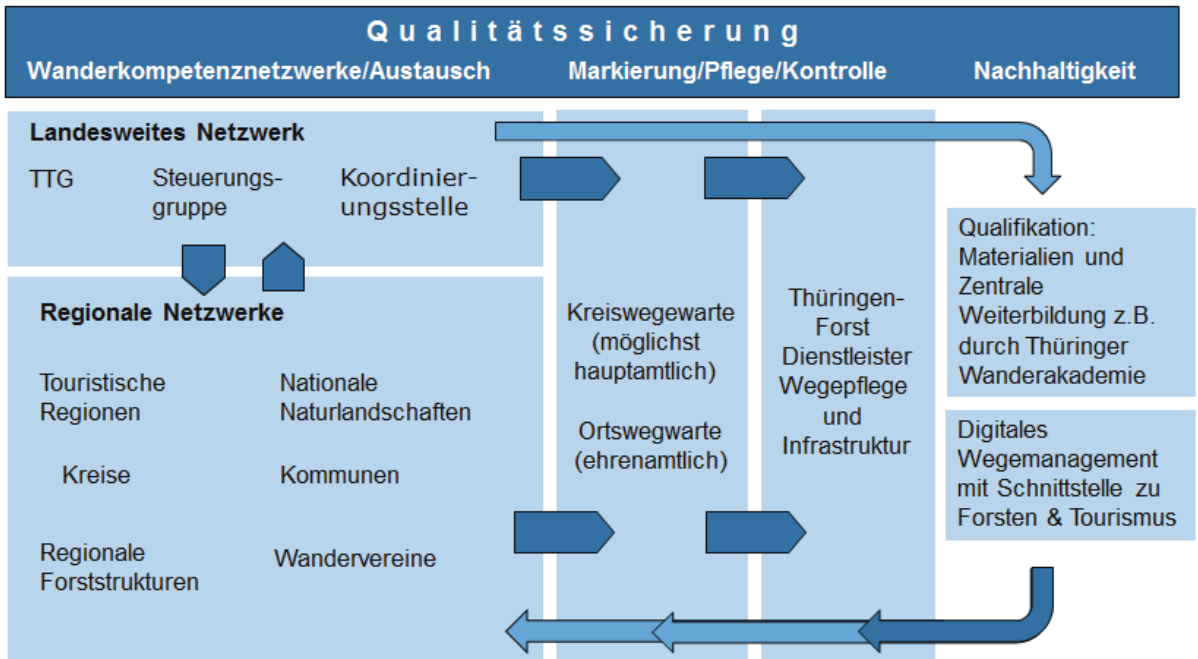 Qualitätssicherung
Wanderkompetenznetzwerke/Austausch
Markierung/Pflege/Kontrolle
Nachhaltigkeit
Landesweites Netzwerk
TTG
Steuerungs-
gruppe
Koordinier-
ungsstelle
Regionale Netzwerke
Touristische
Regionen
Nationale
Naturlandschaften
Kreise
Kommunen
Regionale
Forststrukturen
Wandervereine
Kreiswegewarte
(möglichst
hauptamtlich)
Ortswegwarte
(ehrenamtlich)
Thüringen-
Forst
Dienstleister
Wegepflege
und
Infrastruktur
Qualifikation:
Materialien und
Zentrale
Weiterbildung z.B.
durch Thüringer
Wanderakademie
Digitales
Wegemanagement
mit Schnittstelle zu
Forsten & Tourismus